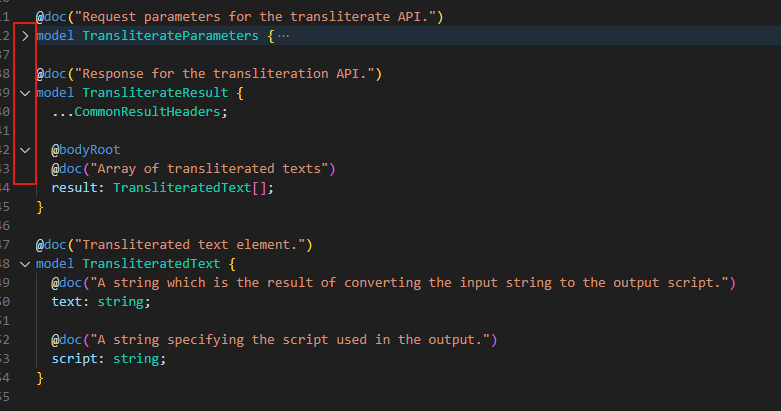 11 @doc("Request parameters for the transliterate API.")
12 model TransliterateParameters { ···
37
38 @doc("Response for the transliteration API.")
39 model TransliterateResult {
40 ...CommonResultHeaders;
41
42 @bodyRoot
43 @doc("Array of transliterated texts")
44 result: TransliteratedText[];
45 }
46
47 @doc("Transliterated text element.")
48 model TransliteratedText {
49 @doc("A string which is the result of converting the input string to the output script.")
50 text: string;
51
52 @doc("A string specifying the script used in the output.")
53 script: string;
54 }
55